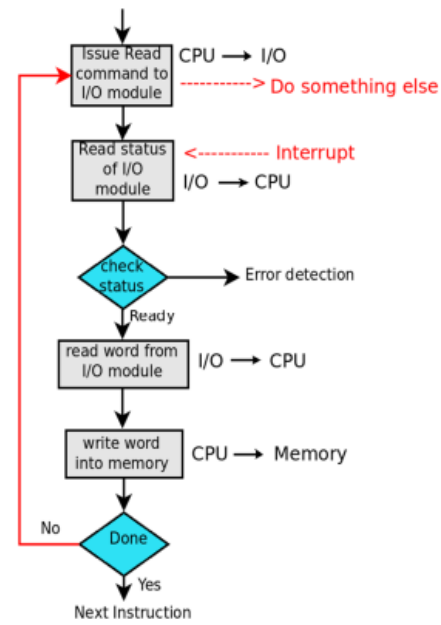 Issue Read
command to
I/O module
CPU → I/O
Do something else
Read status
of I/O
module
Interrupt
I/O → CPU
check
status
Error detection
Ready
read word from
I/O module
I/O → CPU
write word
into memory
CPU → Memory
No
Done
Yes
Next Instruction